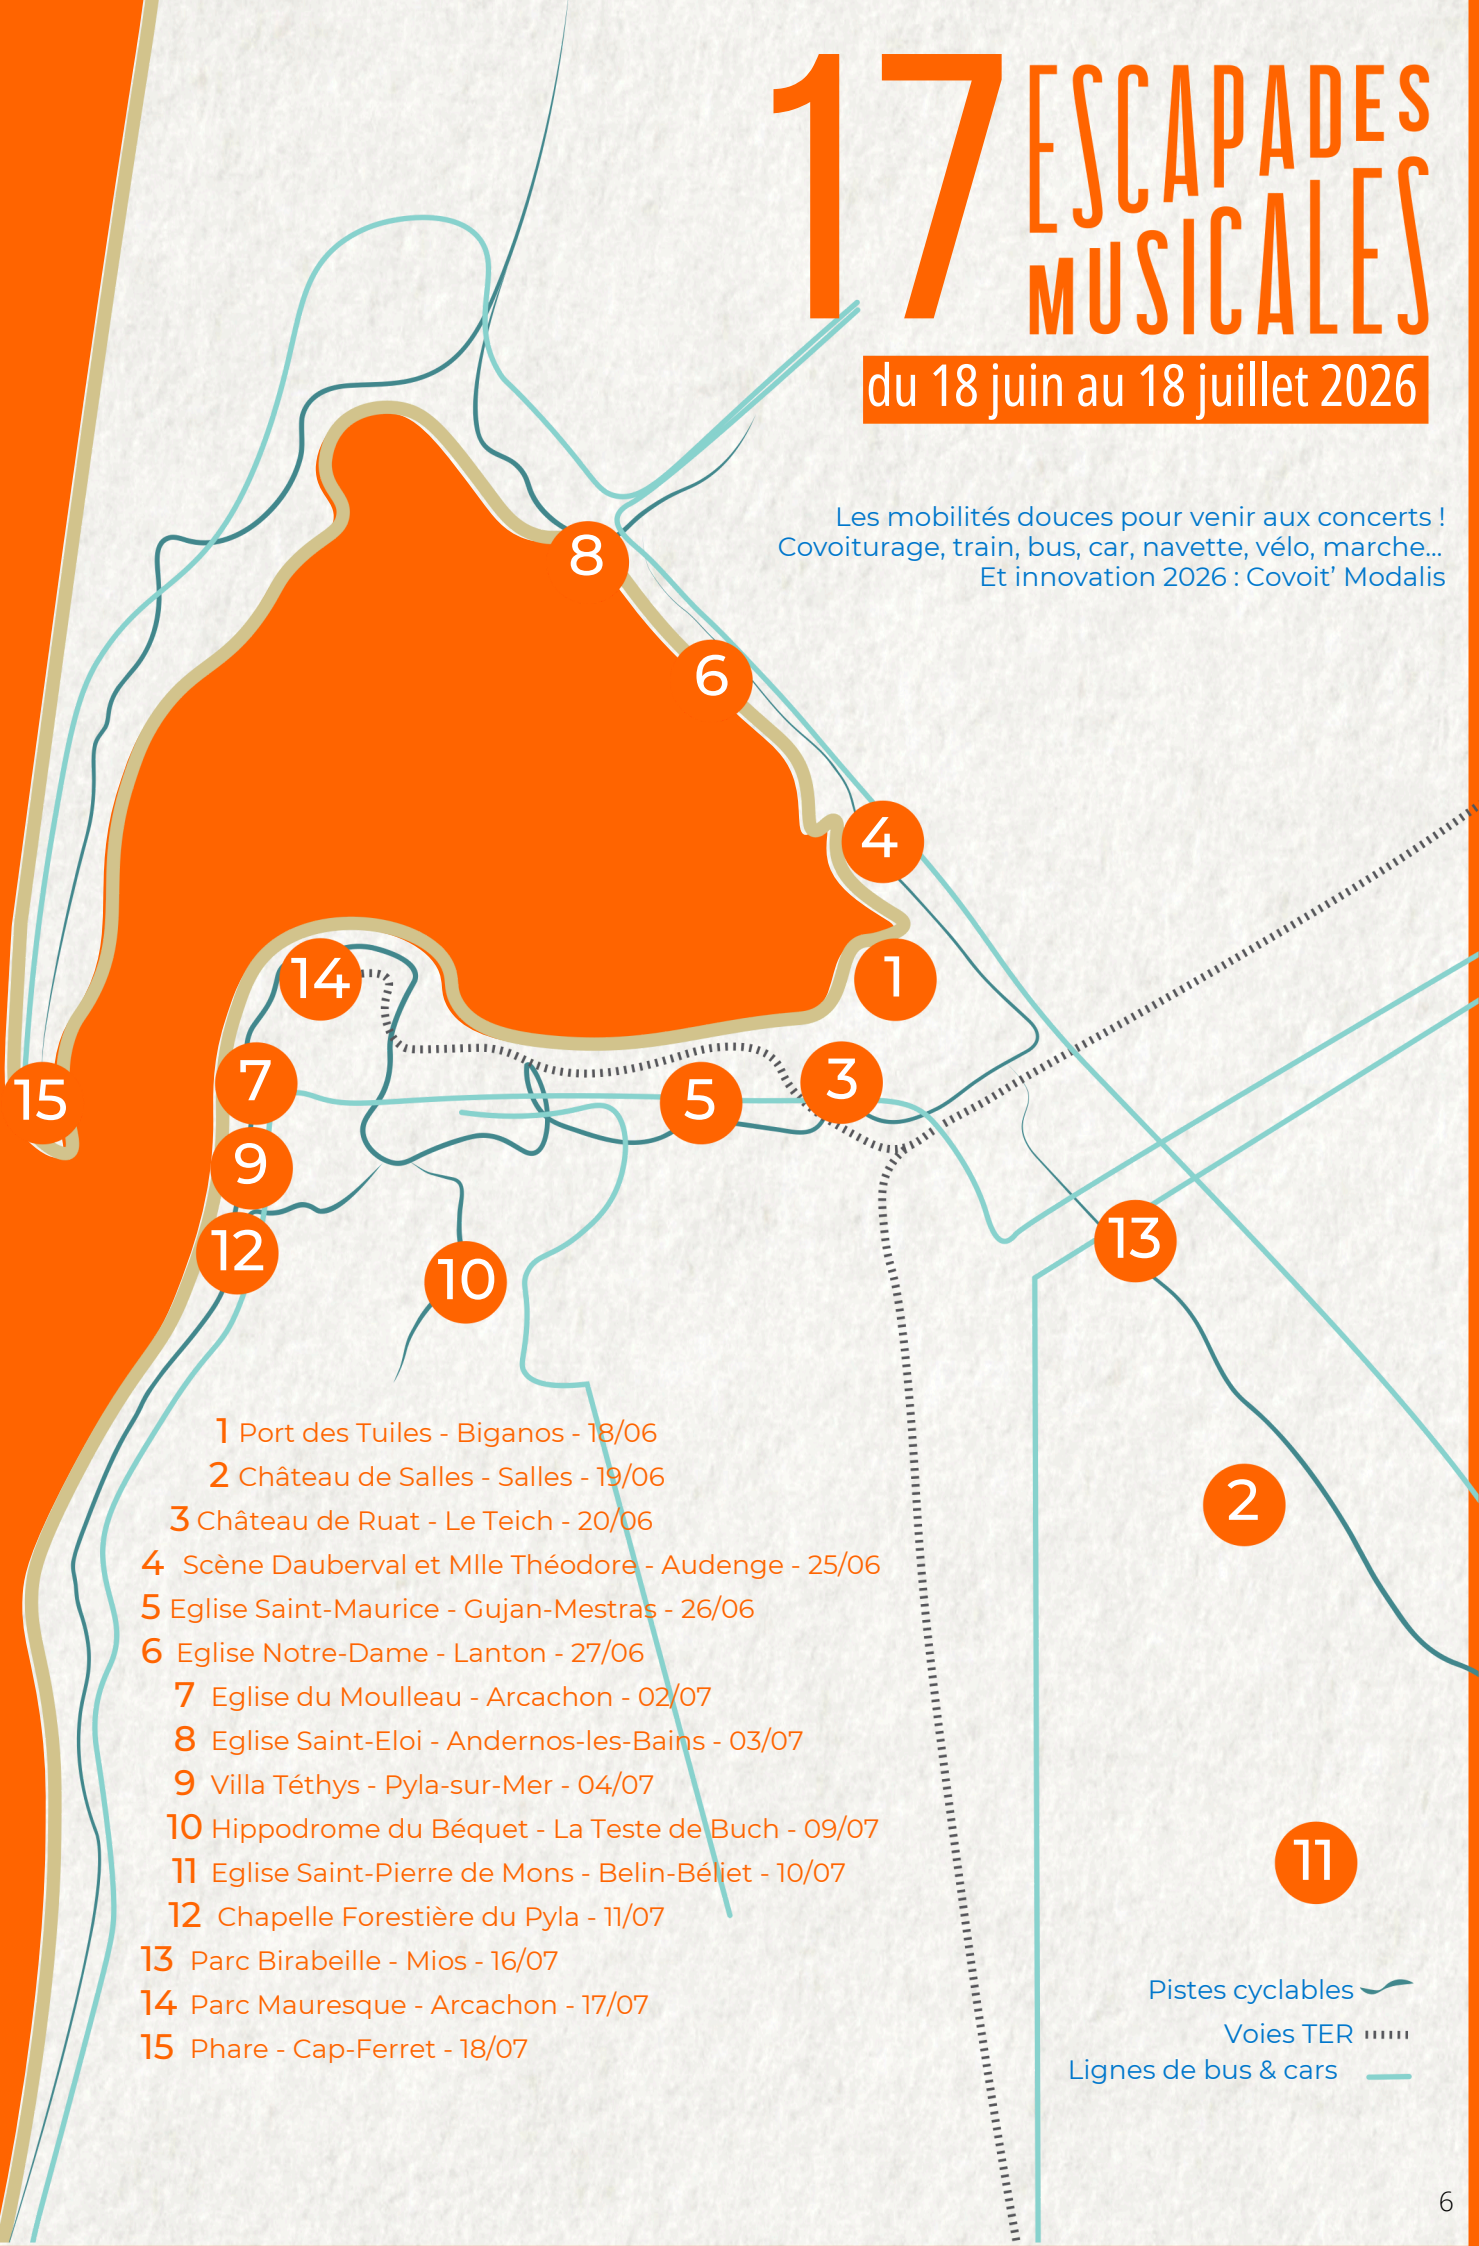 17 ESCAPADES
MUSICALES
du 18 juin au 18 juillet 2026
Les mobilités douces pour venir aux concerts !
Covoiturage, train, bus, car, navette, vélo, marche...
Et innovation 2026 : Covoit’ Modalis
8
6
4
14
1
7
15
5
3
9
12
10
13
2
11
1 Port des Tuiles - Biganos - 18/06
2 Château de Salles - Salles - 19/06
3 Château de Ruat - Le Teich - 20/06
4 Scène Dauberval et Mlle Théodore - Audenge - 25/06
5 Eglise Saint-Maurice - Gujan-Mestras - 26/06
6 Eglise Notre-Dame - Lanton - 27/06
7 Eglise du Moulleau - Arcachon - 02/07
8 Eglise Saint-Eloi - Andernos-les-Bains - 03/07
9 Villa Téthys - Pyla-sur-Mer - 04/07
10 Hippodrome du Béquet - La Teste de Buch - 09/07
11 Eglise Saint-Pierre de Mons - Belin-Béliet - 10/07
12 Chapelle Forestière du Pyla - 11/07
13 Parc Birabeille - Mios - 16/07
14 Parc Mauresque - Arcachon - 17/07
15 Phare - Cap-Ferret - 18/07
Pistes cyclables
Voies TER
Lignes de bus & cars
6